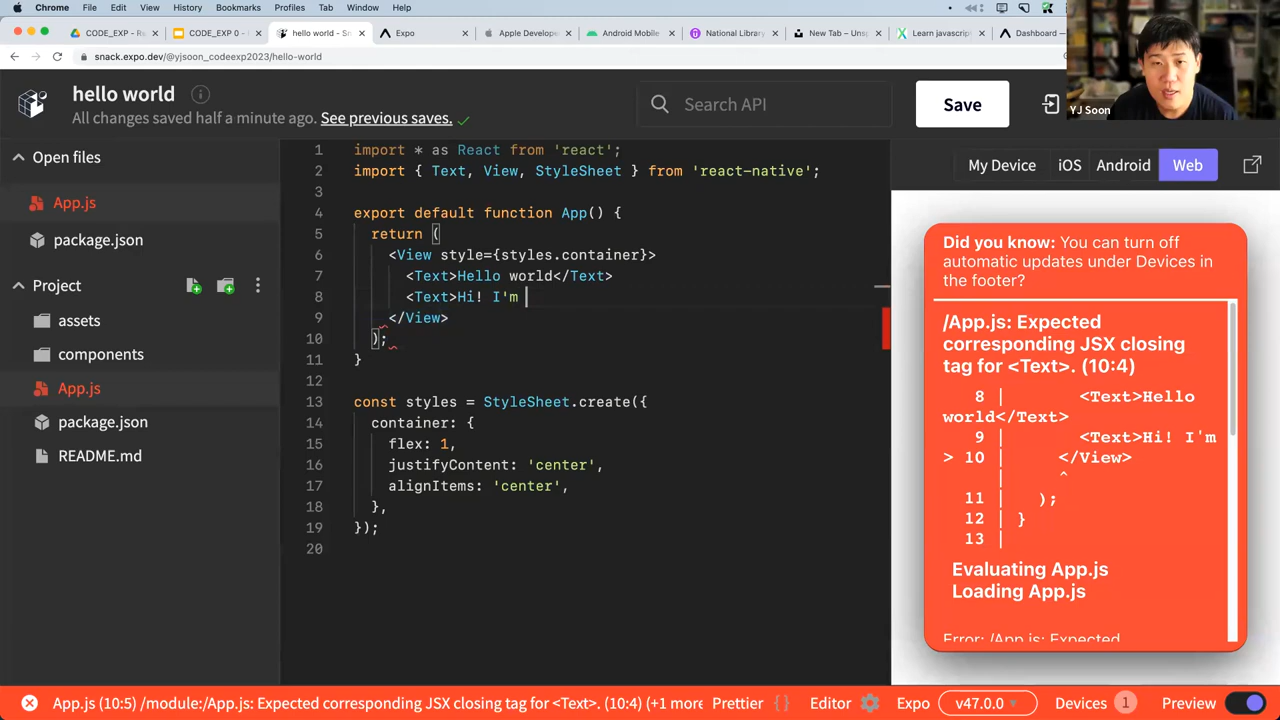 Chrome File Edit View History Bookmarks Profiles Tab Window Help
CODE_EXP - Re
CODE_EXP 0 -
hello world - Sn
Expo
Apple Develope
Android Mobile
National Library
New Tab – Uns
Learn javascrip
Dashboard —
snack.expo.dev/@yjsoon_codeexp2023/hello-world
YJ Soon
hello world
All changes saved half a minute ago. See previous saves.
Search API
Save
Open files
App.js
package.json
Project
assets
components
App.js
package.json
README.md
1 import * as React from 'react';
2 import { Text, View, StyleSheet } from 'react-native';
3
4 export default function App() {
5 return (
6 <View style={styles.container}>
7 <Text>Hello world</Text>
8 <Text>Hi! I'm
9 </View>
10 );
11 }
12
13 const styles = StyleSheet.create({
14 container: {
15 flex: 1,
16 justifyContent: 'center',
17 alignItems: 'center',
18 },
19 });
20
My Device iOS Android Web
Did you know: You can turn off
automatic updates under Devices in
the footer?
/App.js: Expected
corresponding JSX closing
tag for <Text>. (10:4)
8 | <Text>Hello
world</Text>
9 | <Text>Hi! I'm
> 10 | </View>
| ^
11 | );
12 | }
13 |
Evaluating App.js
Loading App.js
Error: /App.js: Expected
App.js (10:5) /module:/App.js: Expected corresponding JSX closing tag for <Text>. (10:4) (+1 more Prettier { } Editor Expo v47.0.0 Devices 1 Preview